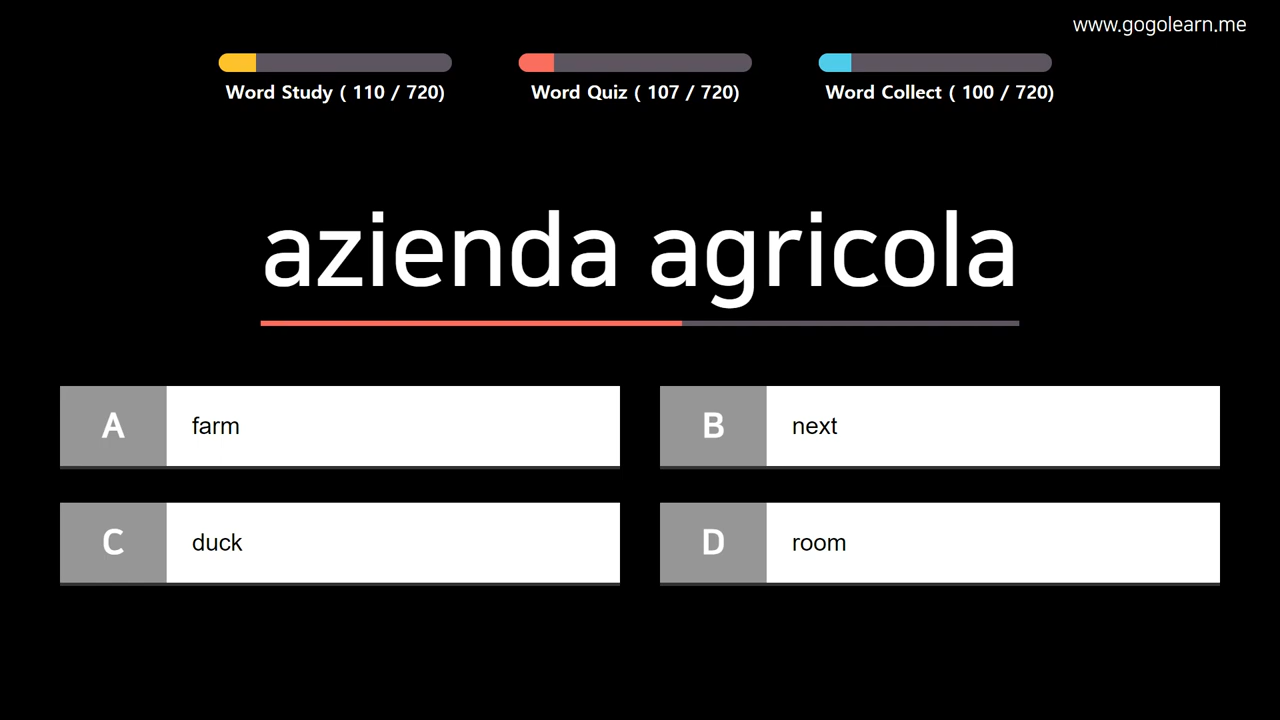 www.gogolearn.me
Word Study ( 110 / 720)
Word Quiz ( 107 / 720)
Word Collect ( 100 / 720)
azienda agricola
A farm
B next
C duck
D room